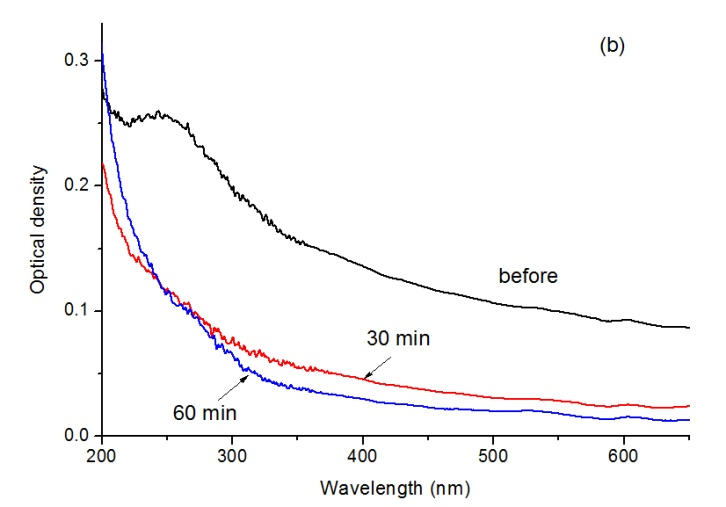 (b)
0.3
0.2
0.1
0.0
Optical density
before
30 min
60 min
200 300 400 500 600
Wavelength (nm)